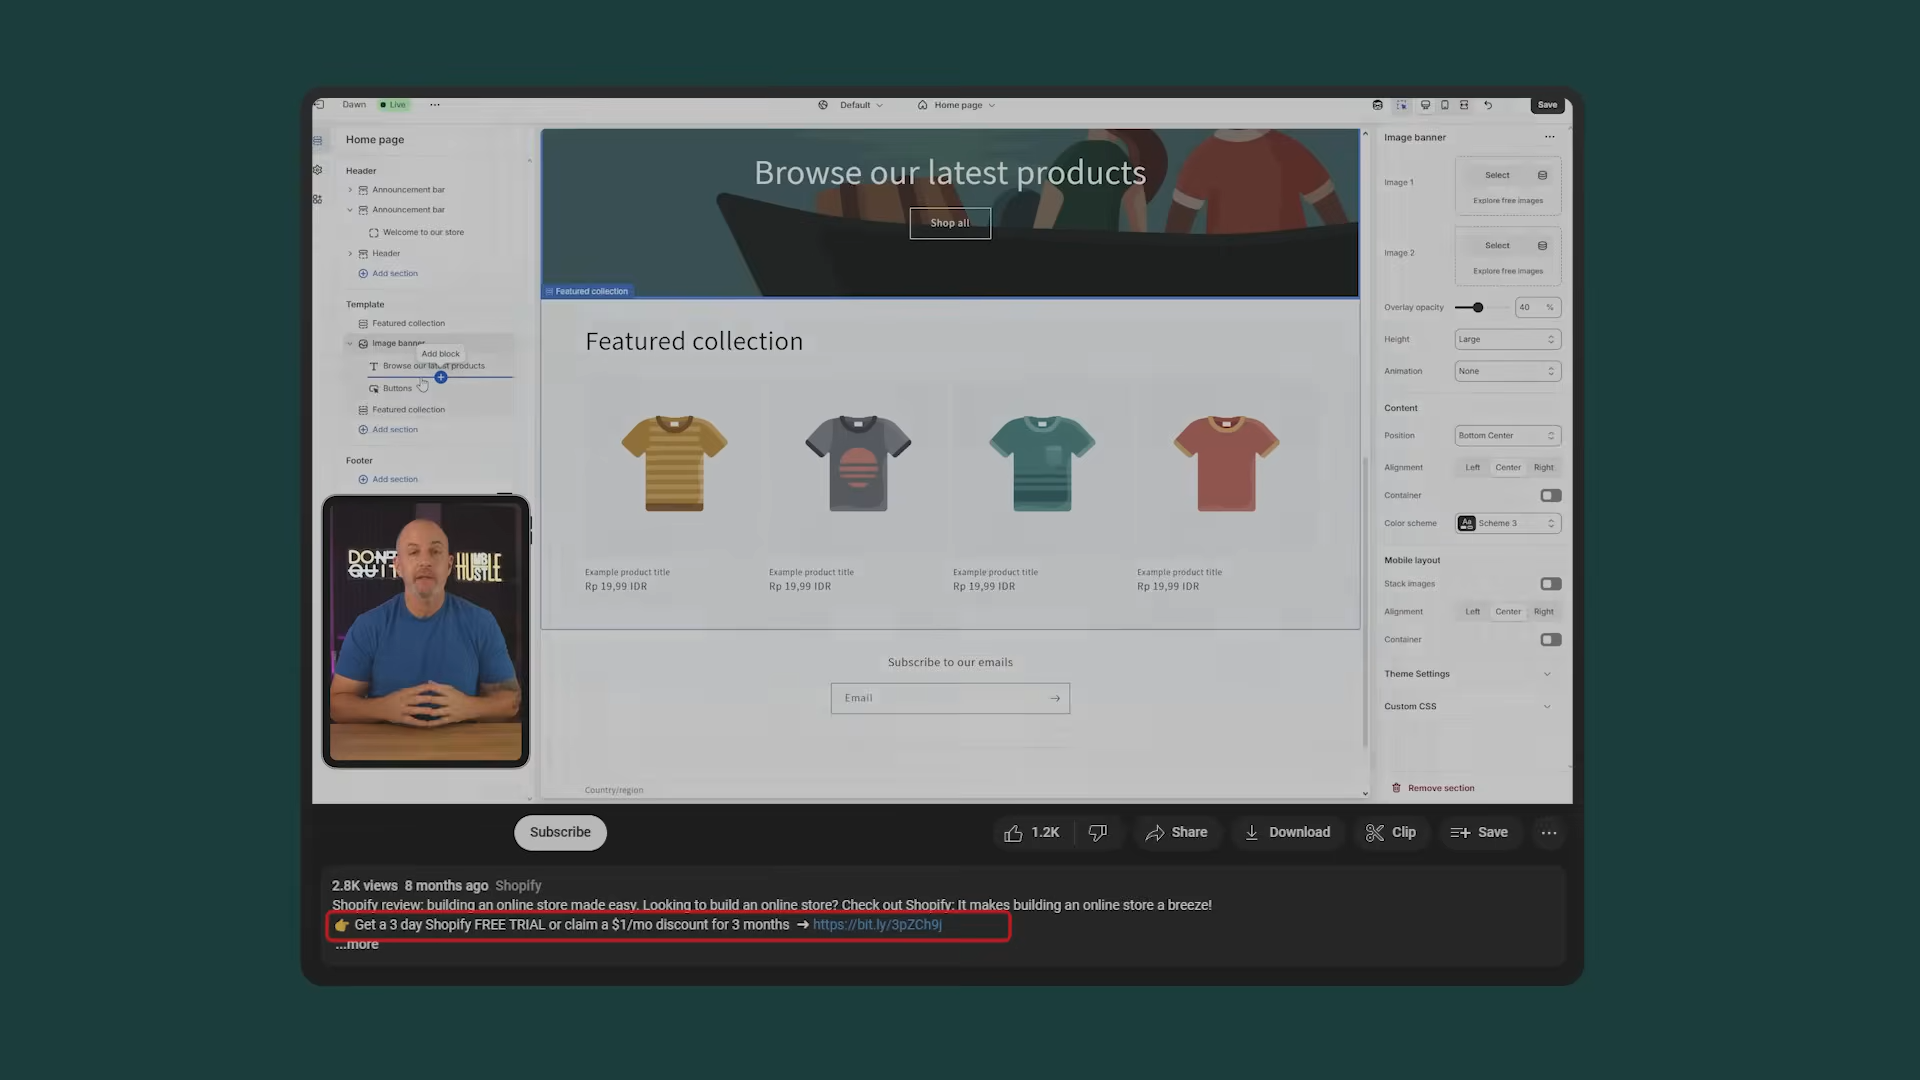 Dawn
Live
Default
Home page
Save
Home page
Header
Announcement bar
Announcement bar
Welcome to our store
Header
Add section
Template
Featured collection
Image banner
Add block
Browse our latest products
Buttons
Featured collection
Add section
Footer
Add section
DON'T
QUIT
HUMBLE
HUSTLE
Browse our latest products
Shop all
Featured collection
Featured collection
Example product title
Rp 19,99 IDR
Example product title
Rp 19,99 IDR
Example product title
Rp 19,99 IDR
Example product title
Rp 19,99 IDR
Subscribe to our emails
Email
Country/region
Image banner
Image 1
Select
Explore free images
Image 2
Select
Explore free images
Overlay opacity
40 %
Height
Large
Animation
None
Content
Position
Bottom Center
Alignment
Left Center Right
Container
Color scheme
Aa Scheme 3
Mobile layout
Stack images
Alignment
Left Center Right
Container
Theme Settings
Custom CSS
Remove section
Subscribe
1.2K
Share
Download
Clip
Save
2.8K views 8 months ago Shopify
Shopify review: building an online store made easy. Looking to build an online store? Check out Shopify: It makes building an online store a breeze!
👉 Get a 3 day Shopify FREE TRIAL or claim a $1/mo discount for 3 months ➜ https://bit.ly/3pZCh9j
...more